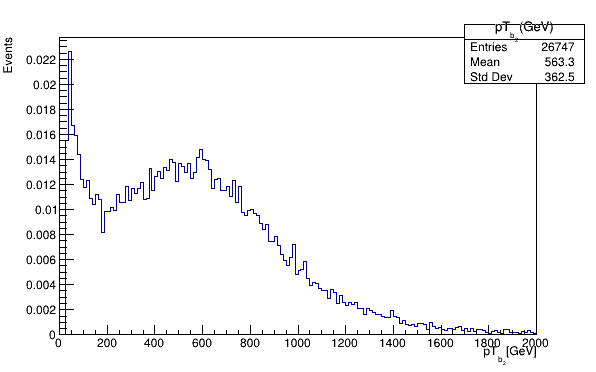 pT_b_2 (GeV)
Entries 26747
Mean 563.3
Std Dev 362.5
Events
0.022
0.02
0.018
0.016
0.014
0.012
0.01
0.008
0.006
0.004
0.002
0
0 200 400 600 800 1000 1200 1400 1600 1800 2000
pT_b_2 [GeV]